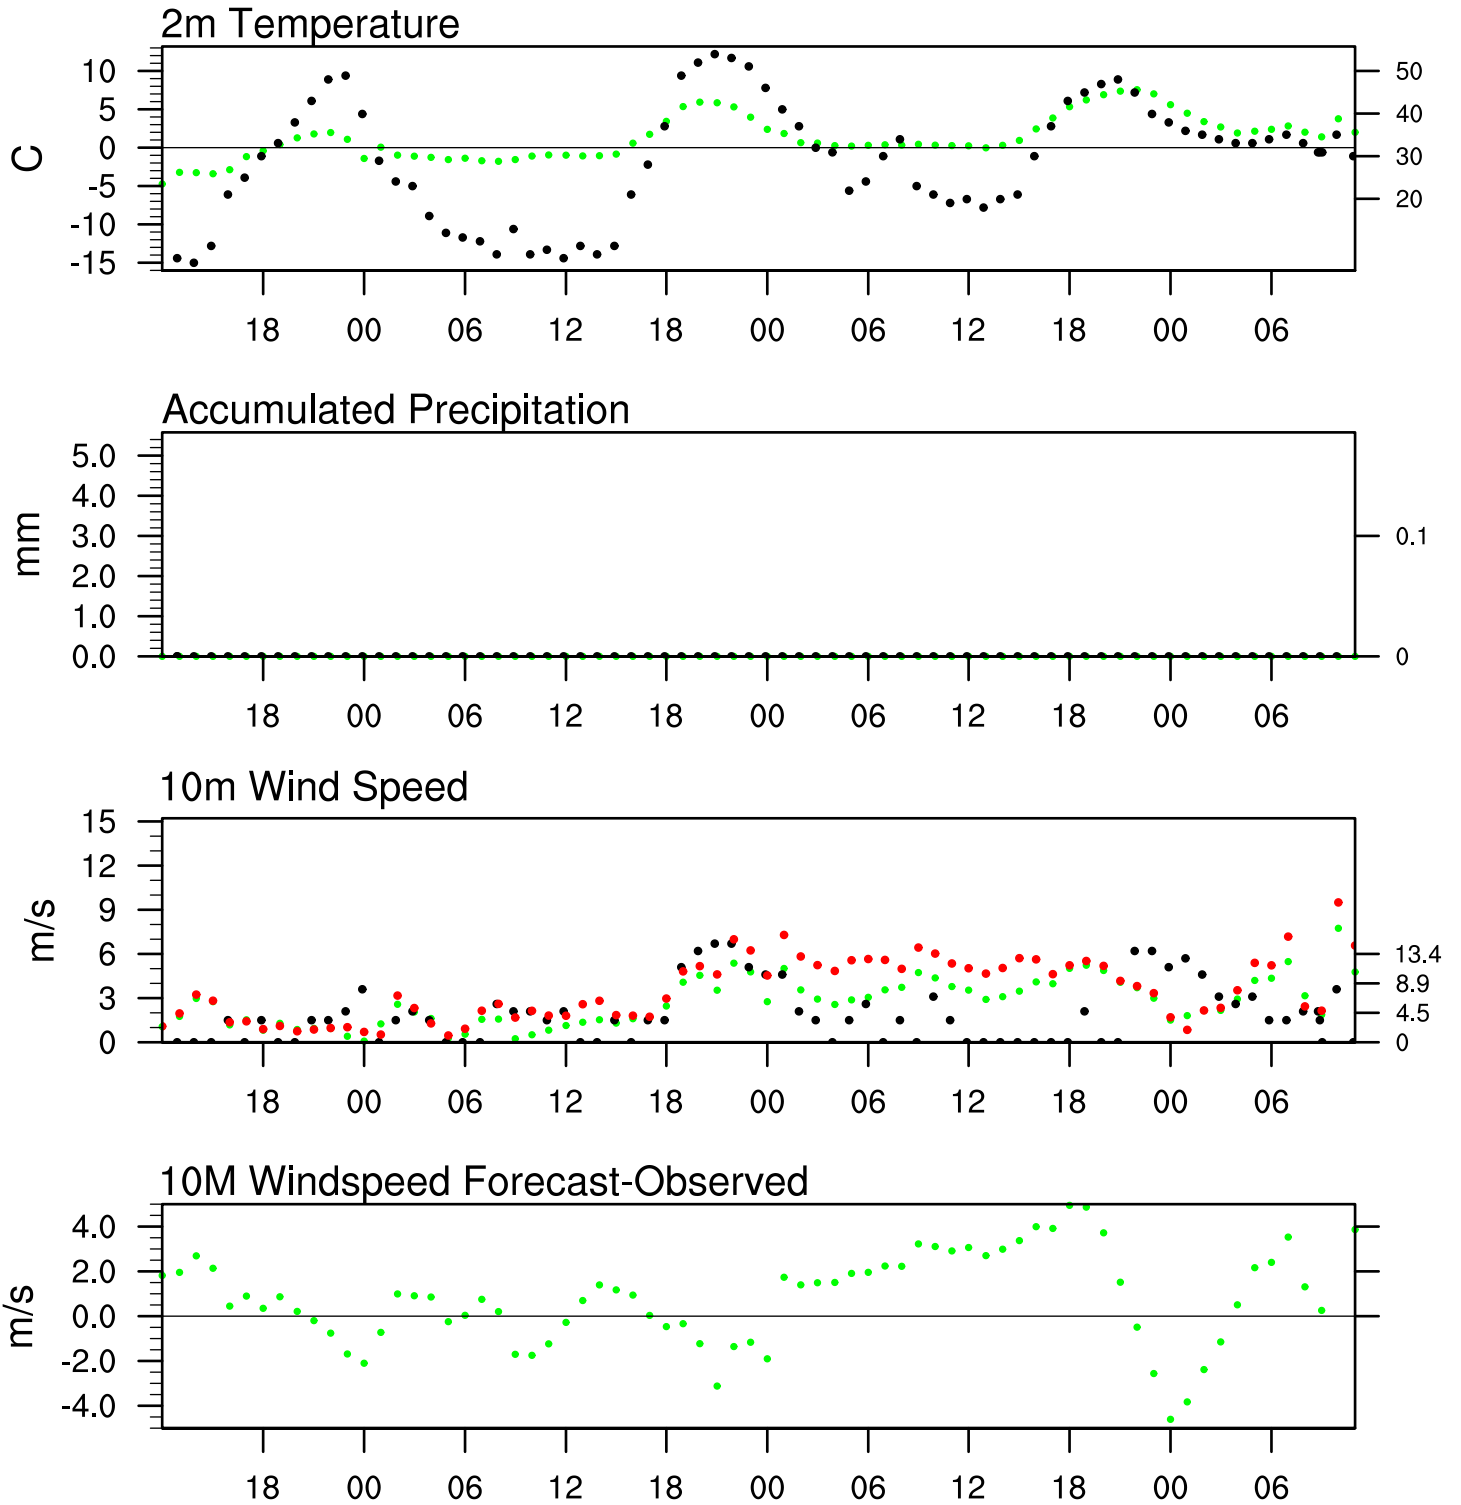 2m Temperature
C
10
5
0
-5
-10
-15
50
40
30
20
18 00 06 12 18 00 06 12 18 00 06
Accumulated Precipitation
mm
5.0
4.0
3.0
2.0
1.0
0.0
0.1
0
18 00 06 12 18 00 06 12 18 00 06
10m Wind Speed
m/s
15
12
9
6
3
0
13.4
8.9
4.5
0
18 00 06 12 18 00 06 12 18 00 06
10M Windspeed Forecast-Observed
m/s
4.0
2.0
0.0
-2.0
-4.0
18 00 06 12 18 00 06 12 18 00 06